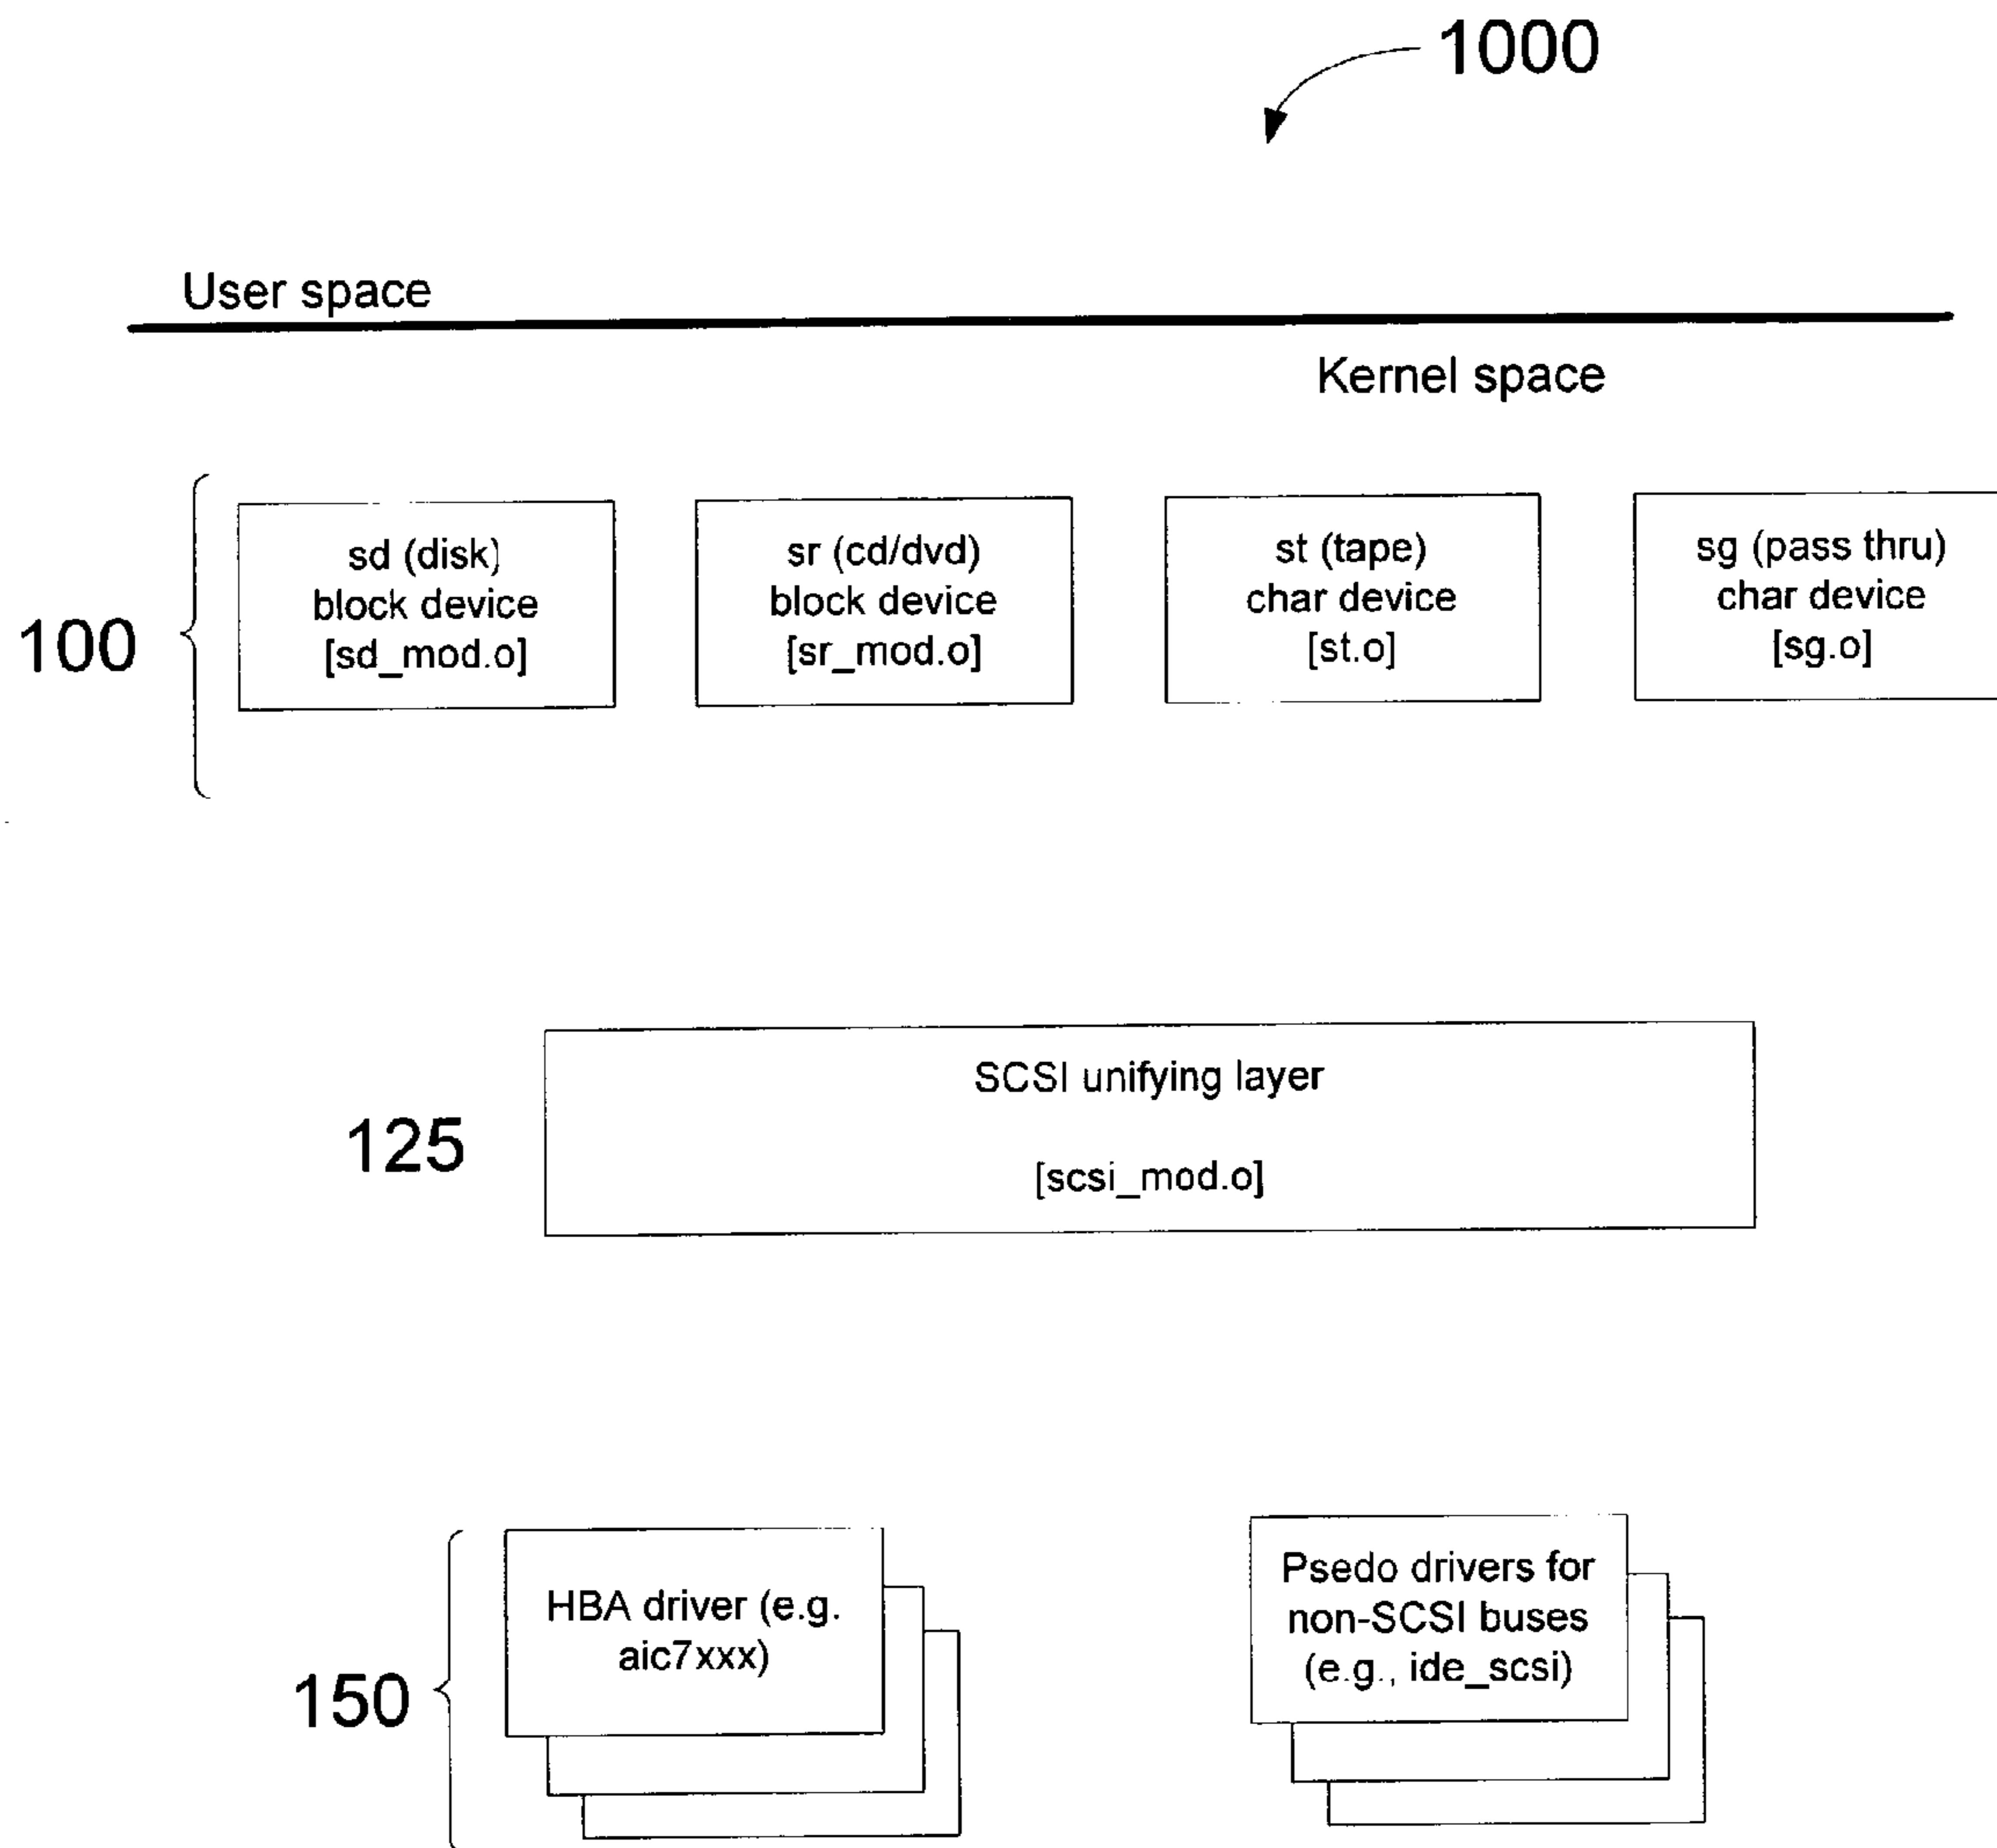 1000
User space
Kernel space
100
sd (disk)
block device
[sd_mod.o]
sr (cd/dvd)
block device
[sr_mod.o]
st (tape)
char device
[st.o]
sg (pass thru)
char device
[sg.o]
125
SCSI unifying layer
[scsi_mod.o]
150
HBA driver (e.g.
aic7xxx)
Psedo drivers for
non-SCSI buses
(e.g., ide_scsi)